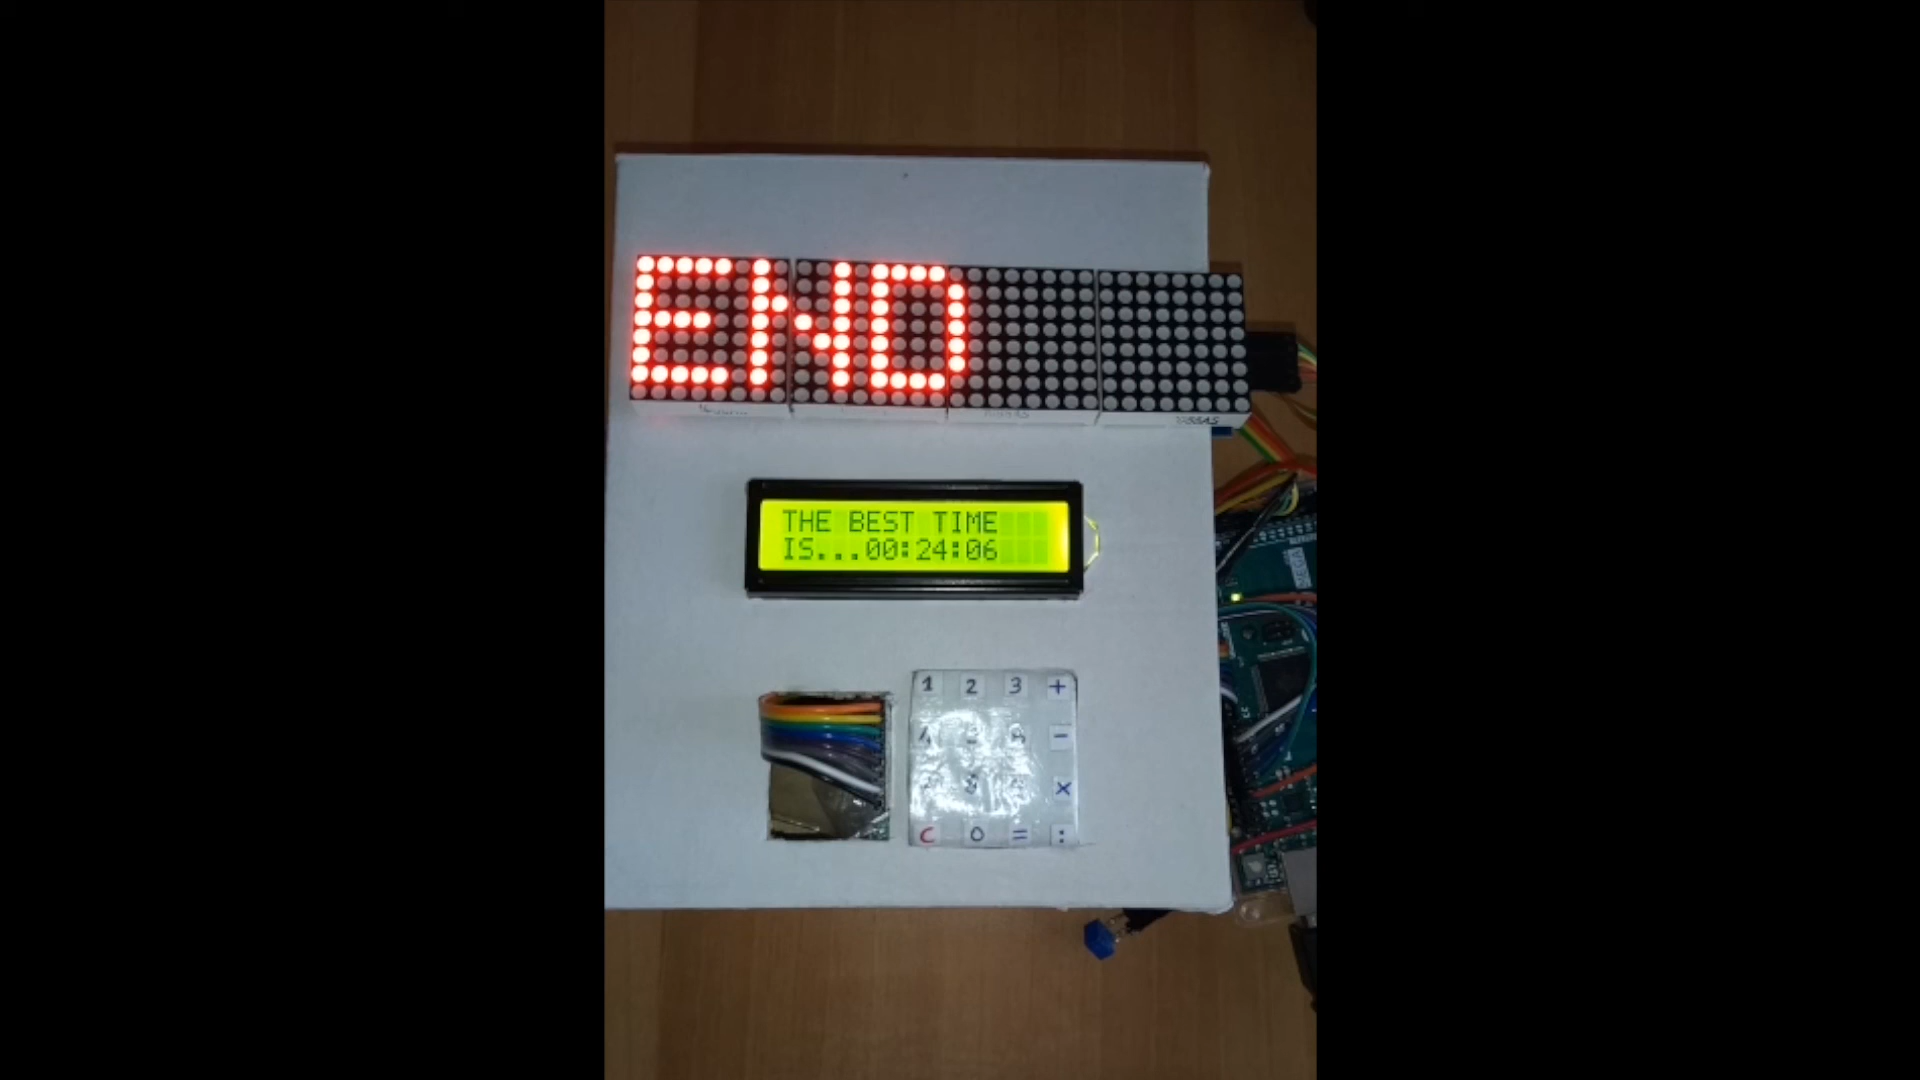 END
THE BEST TIME
IS...00:24:06
1 2 3 +
-
x
C 0 = :